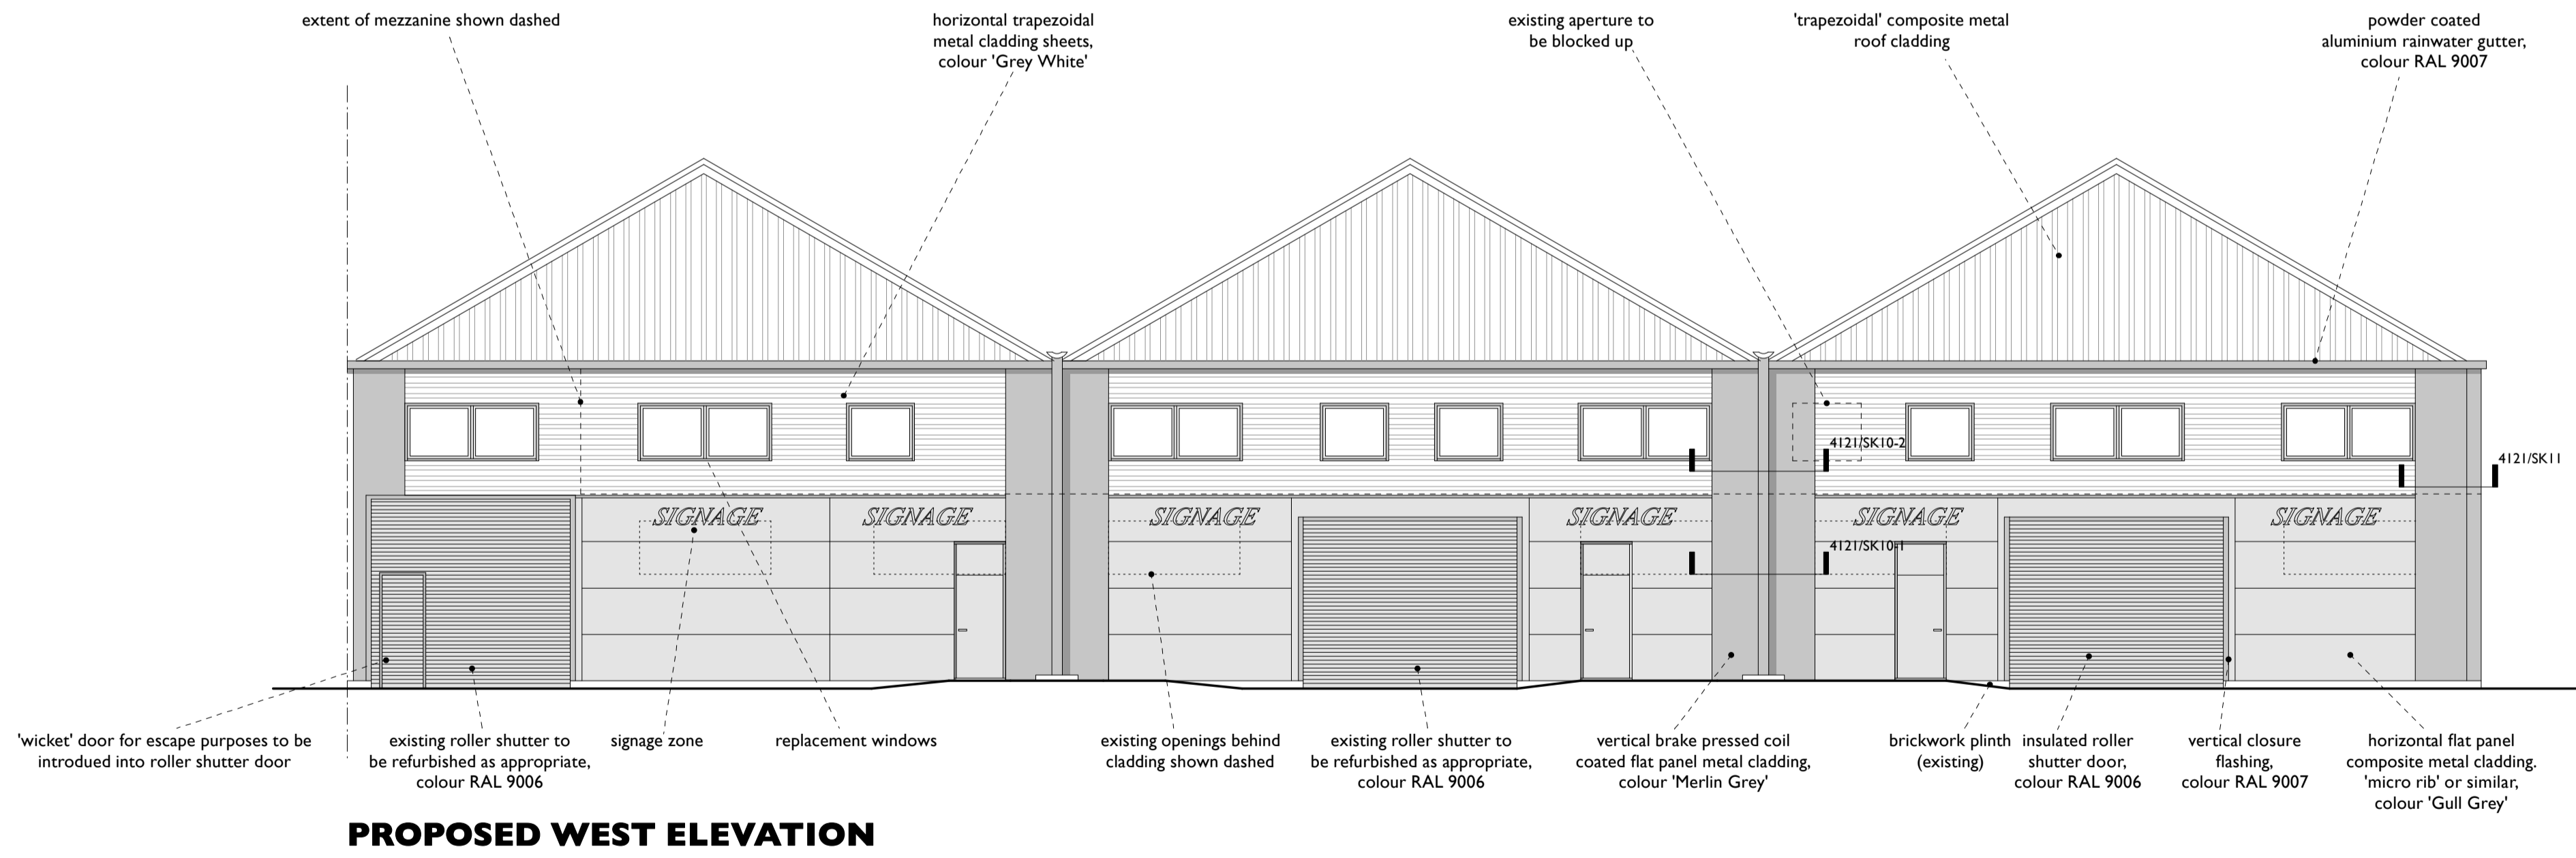 extent of mezzanine shown dashed
horizontal trapezoidal
metal cladding sheets,
colour 'Grey White'
existing aperture to
be blocked up
'trapezoidal' composite metal
roof cladding
powder coated
aluminium rainwater gutter,
colour RAL 9007
4121/SK10-2
4121/SK11
SIGNAGE
SIGNAGE
SIGNAGE
SIGNAGE
SIGNAGE
SIGNAGE
4121/SK10-1
'wicket' door for escape purposes to be
introdued into roller shutter door
existing roller shutter to
be refurbished as appropriate,
colour RAL 9006
signage zone
replacement windows
existing openings behind
cladding shown dashed
existing roller shutter to
be refurbished as appropriate,
colour RAL 9006
vertical brake pressed coil
coated flat panel metal cladding,
colour 'Merlin Grey'
brickwork plinth
(existing)
insulated roller
shutter door,
colour RAL 9006
vertical closure
flashing,
colour RAL 9007
horizontal flat panel
composite metal cladding.
'micro rib' or similar,
colour 'Gull Grey'
PROPOSED WEST ELEVATION